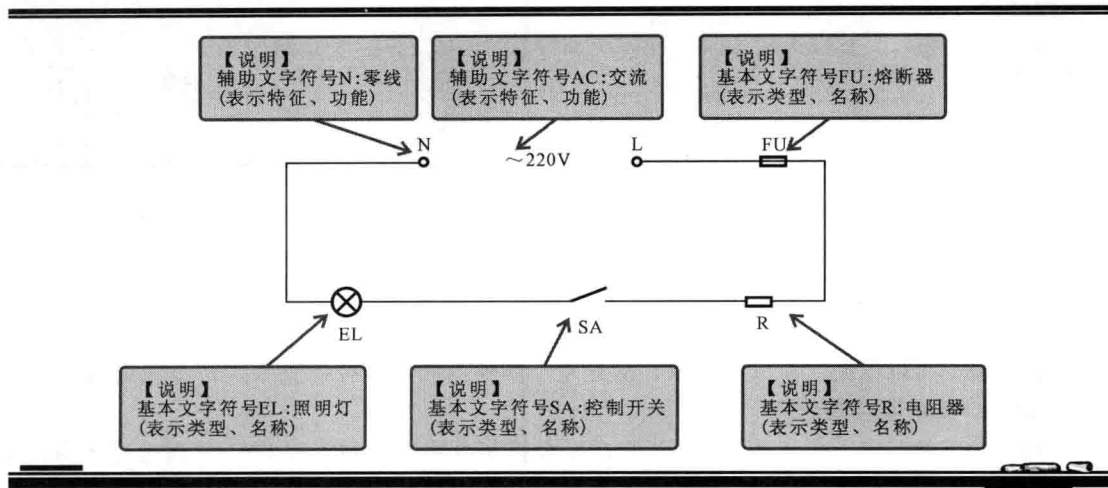 【说明】
辅助文字符号N:零线
(表示特征、功能)
【说明】
辅助文字符号AC:交流
(表示特征、功能)
【说明】
基本文字符号FU:熔断器
(表示类型、名称)
N
～220V
L
FU
EL
SA
R
【说明】
基本文字符号EL:照明灯
(表示类型、名称)
【说明】
基本文字符号SA:控制开关
(表示类型、名称)
【说明】
基本文字符号R:电阻器
(表示类型、名称)